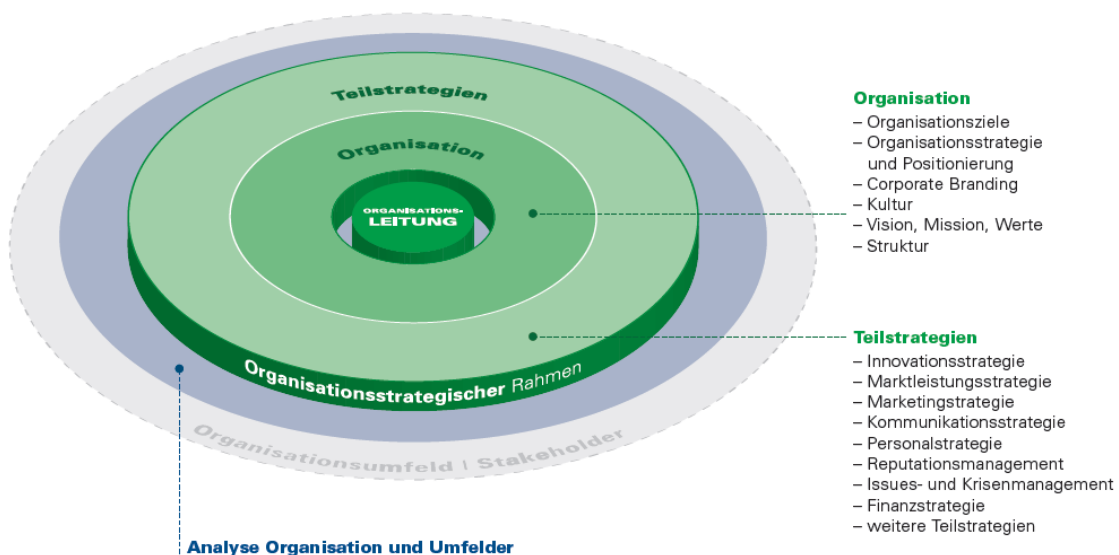 Teilstrategien
Organisation
ORGANISATIONS-
LEITUNG
Organisationsstrategischer Rahmen
Organisationsumfeld | Stakeholder
Analyse Organisation und Umfelder
Organisation
– Organisationsziele
– Organisationsstrategie
und Positionierung
– Corporate Branding
– Kultur
– Vision, Mission, Werte
– Struktur
Teilstrategien
– Innovationsstrategie
– Marktleistungsstrategie
– Marketingstrategie
– Kommunikationsstrategie
– Personalstrategie
– Reputationsmanagement
– Issues- und Krisenmanagement
– Finanzstrategie
– weitere Teilstrategien